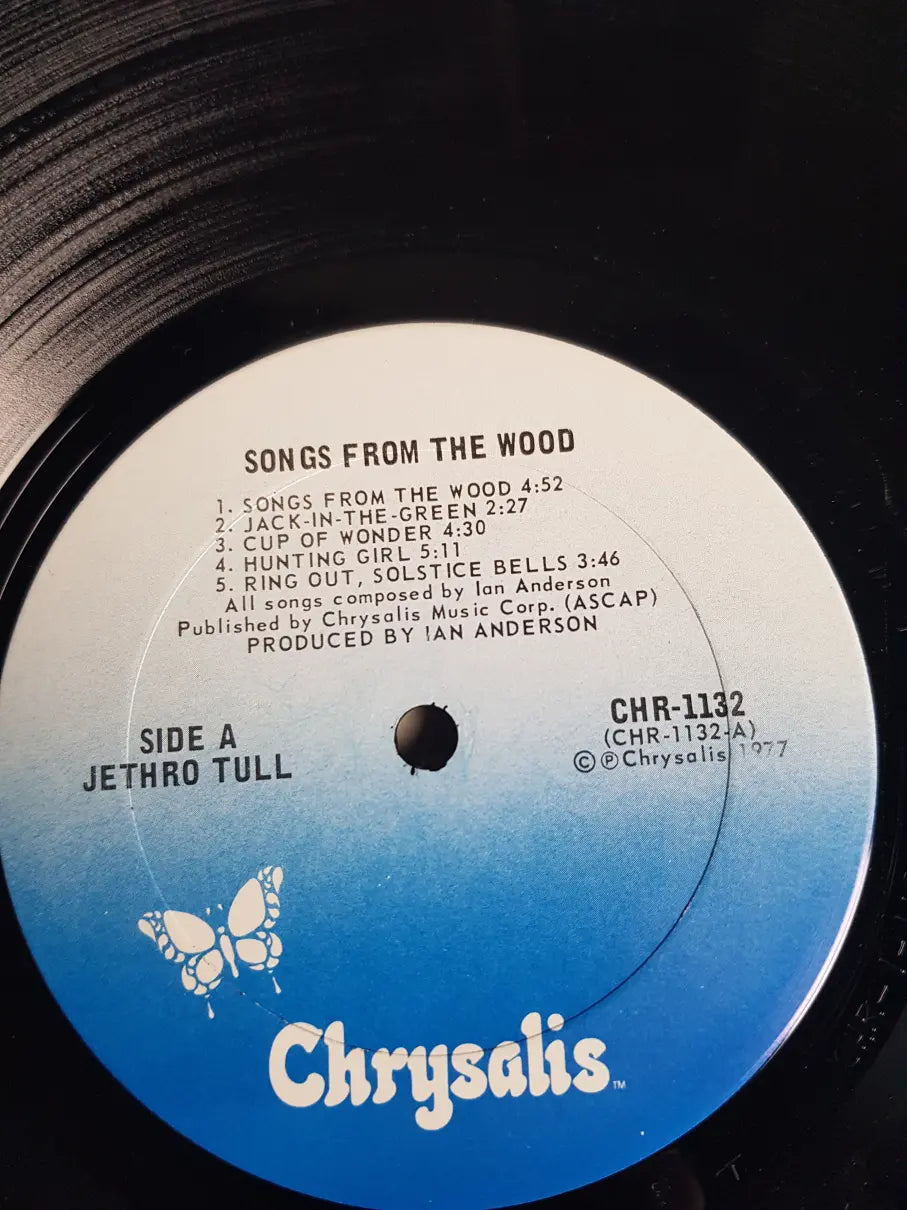 SONGS FROM THE WOOD
1. SONGS FROM THE WOOD 4:52
2. JACK-IN-THE-GREEN 2:27
3. CUP OF WONDER 4:30
4. HUNTING GIRL 5:11
5. RING OUT, SOLSTICE BELLS 3:46
All songs composed by Ian Anderson
Published by Chrysalis Music Corp. (ASCAP)
PRODUCED BY IAN ANDERSON
SIDE A
JETHRO TULL
CHR-1132
(CHR-1132-A)
©℗Chrysalis 1977
Chrysalis™